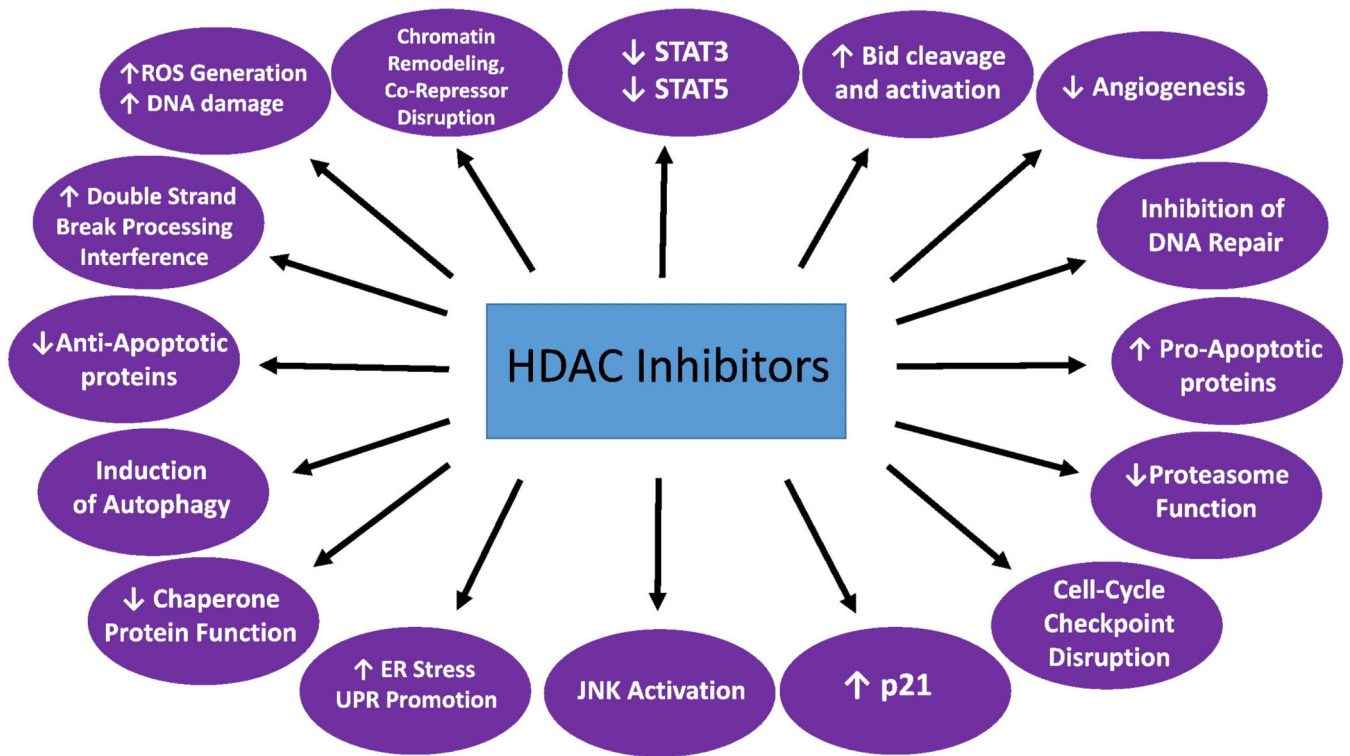 ↑ROS Generation
↑ DNA damage
Chromatin
Remodeling,
Co-Repressor
Disruption
↓ STAT3
↓ STAT5
↑ Bid cleavage
and activation
↓ Angiogenesis
↑ Double Strand
Break Processing
Interference
Inhibition of
DNA Repair
↓Anti-Apoptotic
proteins
HDAC Inhibitors
↑ Pro-Apoptotic
proteins
Induction
of Autophagy
↓Proteasome
Function
↓ Chaperone
Protein Function
Cell-Cycle
Checkpoint
Disruption
↑ ER Stress
UPR Promotion
JNK Activation
↑ p21